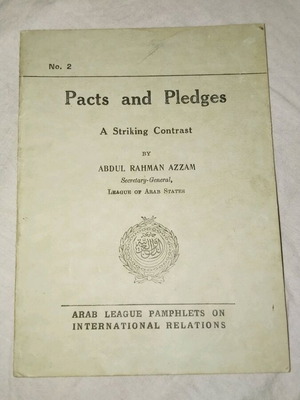 No. 2
Pacts and Pledges
A Striking Contrast
BY
ABDUL RAHMAN AZZAM
Secretary-General,
LEAGUE OF ARAB STATES
ARAB LEAGUE PAMPHLETS ON
INTERNATIONAL RELATIONS